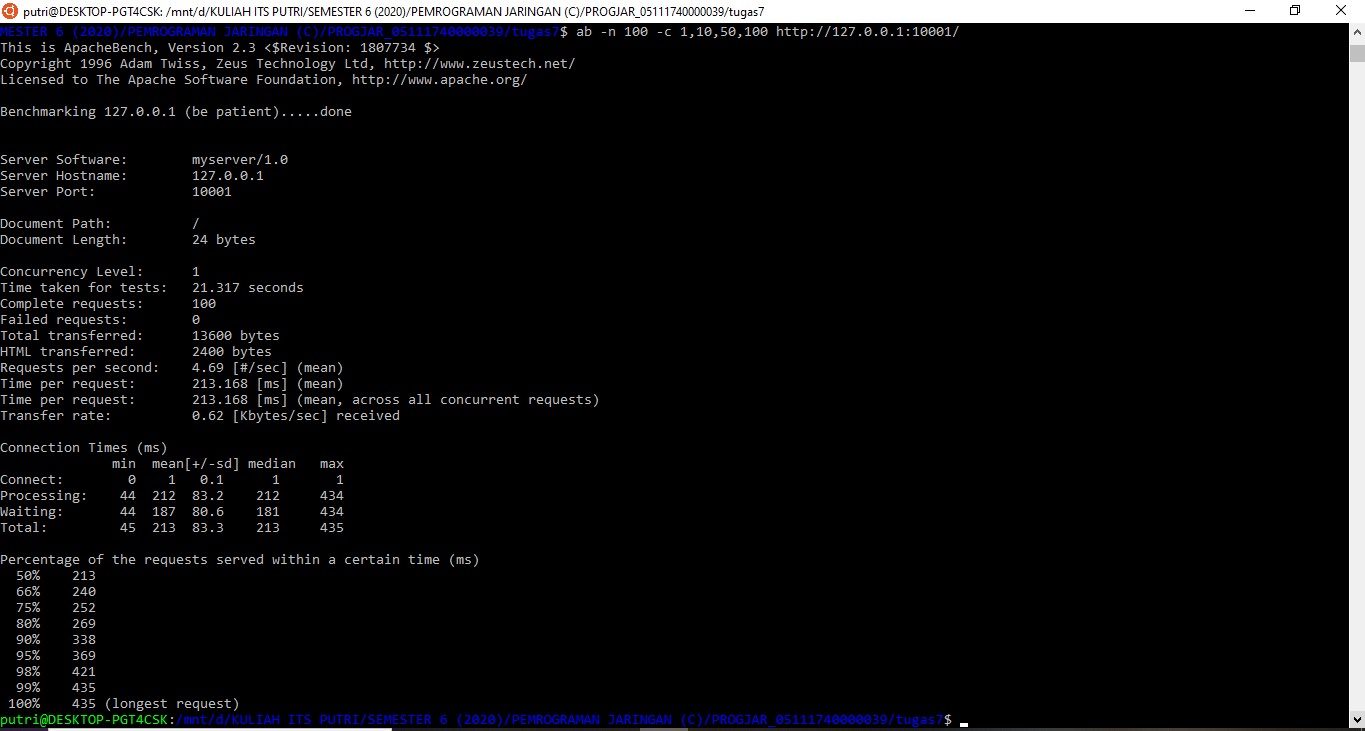 putri@DESKTOP-PGT4CSK: /mnt/d/KULIAH ITS PUTRI/SEMESTER 6 (2020)/PEMROGRAMAN JARINGAN (C)/PROGJAR_05111740000039/tugas7
MESTER 6 (2020)/PEMROGRAMAN JARINGAN (C)/PROGJAR_05111740000039/tugas7$ ab -n 100 -c 1,10,50,100 http://127.0.0.1:10001/
This is ApacheBench, Version 2.3 <$Revision: 1807734 $>
Copyright 1996 Adam Twiss, Zeus Technology Ltd, http://www.zeustech.net/
Licensed to The Apache Software Foundation, http://www.apache.org/

Benchmarking 127.0.0.1 (be patient).....done


Server Software:        myserver/1.0
Server Hostname:        127.0.0.1
Server Port:            10001

Document Path:          /
Document Length:        24 bytes

Concurrency Level:      1
Time taken for tests:   21.317 seconds
Complete requests:      100
Failed requests:        0
Total transferred:      13600 bytes
HTML transferred:       2400 bytes
Requests per second:    4.69 [#/sec] (mean)
Time per request:       213.168 [ms] (mean)
Time per request:       213.168 [ms] (mean, across all concurrent requests)
Transfer rate:          0.62 [Kbytes/sec] received

Connection Times (ms)
              min  mean[+/-sd] median   max
Connect:        0    1   0.1      1       1
Processing:    44  212  83.2    212     434
Waiting:       44  187  80.6    181     434
Total:         45  213  83.3    213     435

Percentage of the requests served within a certain time (ms)
  50%    213
  66%    240
  75%    252
  80%    269
  90%    338
  95%    369
  98%    421
  99%    435
 100%    435 (longest request)
putri@DESKTOP-PGT4CSK:/mnt/d/KULIAH ITS PUTRI/SEMESTER 6 (2020)/PEMROGRAMAN JARINGAN (C)/PROGJAR_05111740000039/tugas7$